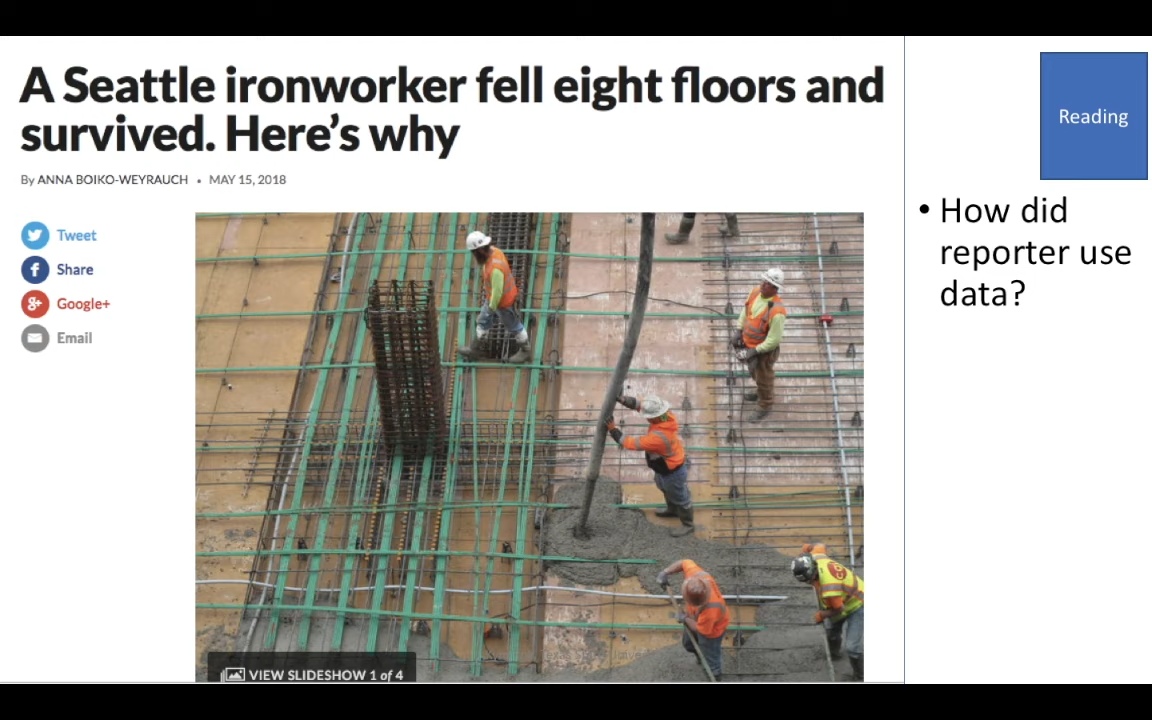 A Seattle ironworker fell eight floors and
survived. Here's why
By ANNA BOIKO-WEYRAUCH • MAY 15, 2018
Tweet
Share
Google+
Email
VIEW SLIDESHOW 1 of 4
Reading
• How did
reporter use
data?